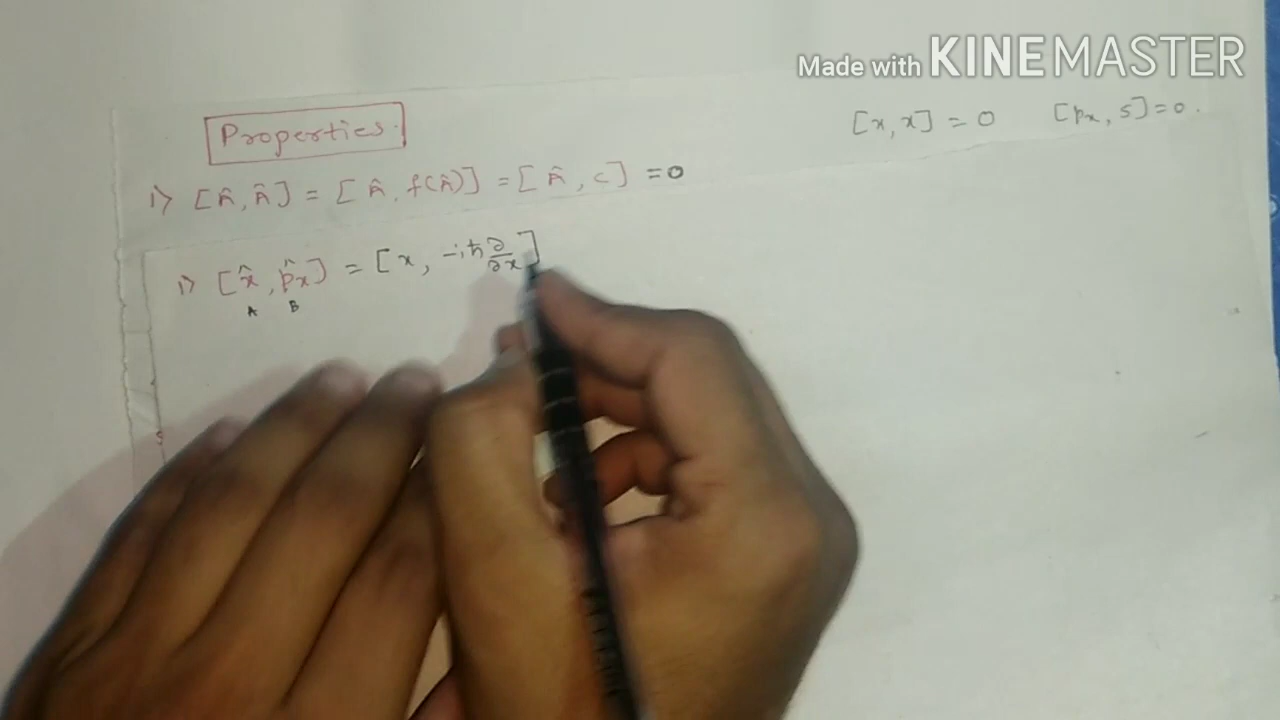 Made with KINEMASTER
[x, x] = 0 [pₓ, 5] = 0.
Properties.
1> [Â, Â] = [Â, f(Â)] = [Â, c] = 0
1> [x̂, p̂ₓ] = [x, -iħ ∂/∂x]
A B